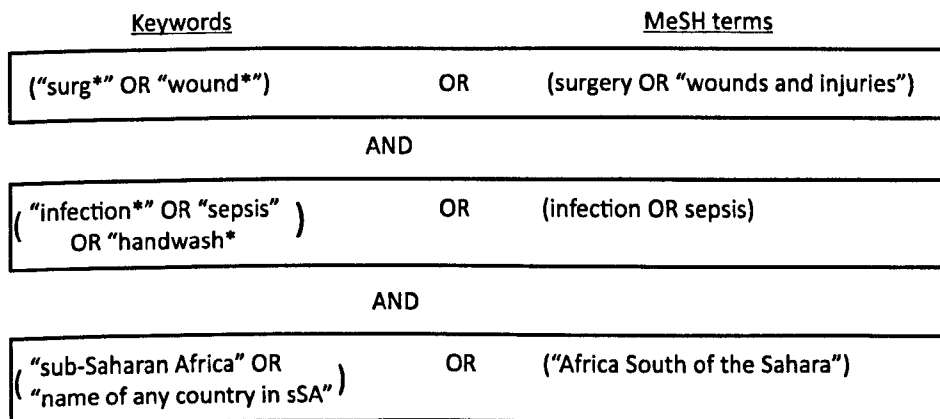 Keywords MeSH terms
("surg*" OR "wound*") OR (surgery OR "wounds and injuries")
AND
( "infection*" OR "sepsis" ) OR (infection OR sepsis)
OR "handwash*
AND
( "sub-Saharan Africa" OR ) OR ("Africa South of the Sahara")
"name of any country in sSA"